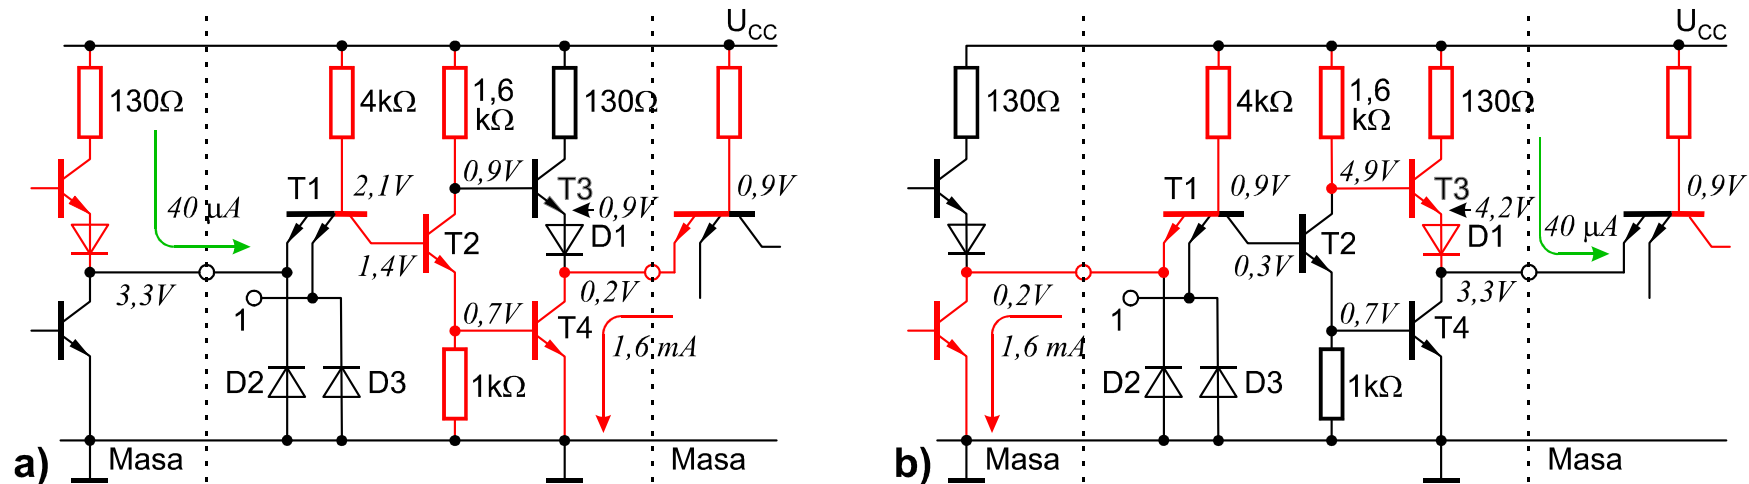 U_CC
130Ω
4kΩ
1,6
kΩ
130Ω
T1
2,1V
0,9V
T3
0,9V
40 μA
0,9V
D1
T2
1,4V
3,3V
0,2V
1
0,7V
T4
1,6 mA
D2
D3
1kΩ
a)
Masa
Masa
U_CC
130Ω
4kΩ
1,6
kΩ
130Ω
T1
0,9V
4,9V
T3
0,9V
4,2V
40 μA
D1
T2
0,3V
0,2V
3,3V
1
0,7V
T4
1,6 mA
D2
D3
1kΩ
b)
Masa
Masa